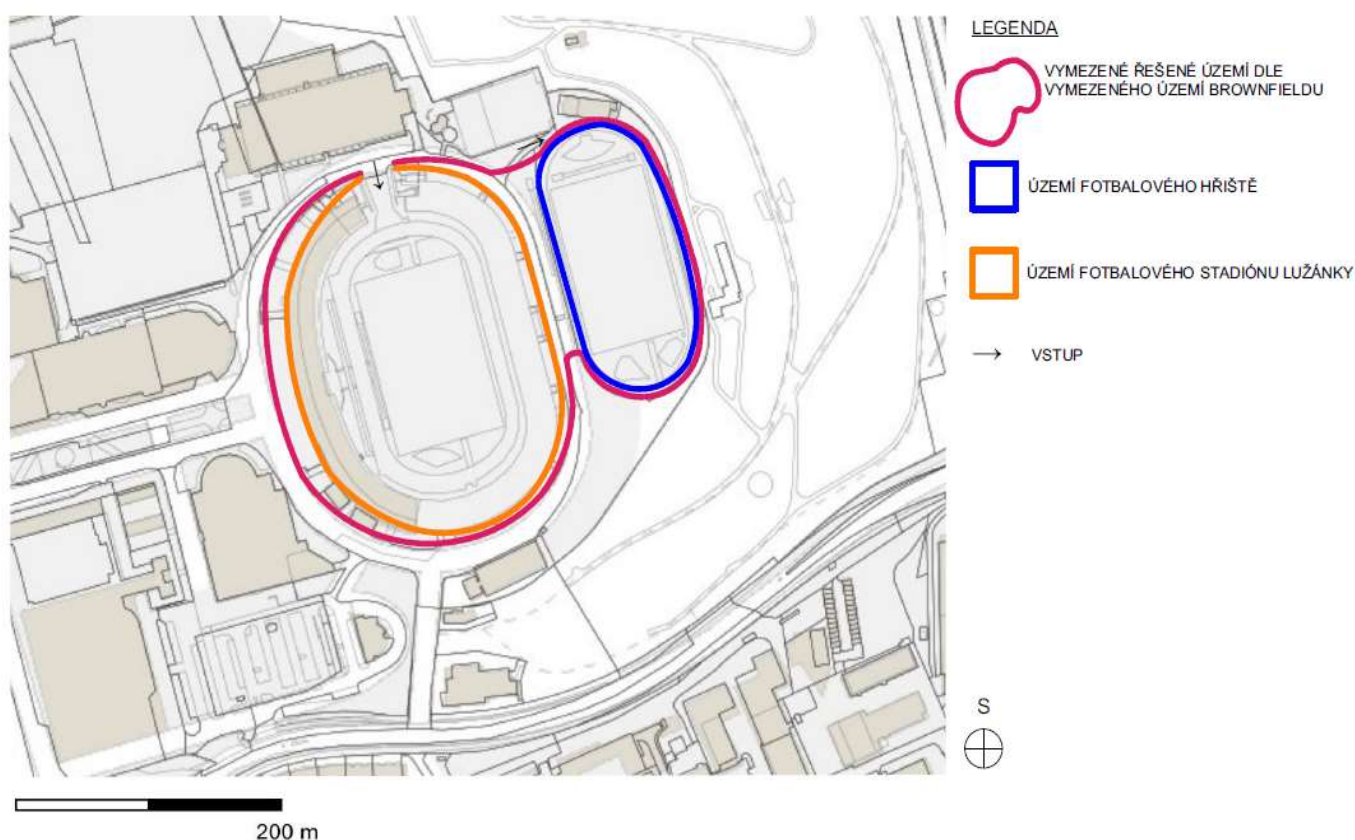 LEGENDA
VYMEZENÉ ŘEŠENÉ ÚZEMÍ DLE
VYMEZENÉHO ÚZEMÍ BROWNFIELDU
ÚZEMÍ FOTBALOVÉHO HŘIŠTĚ
ÚZEMÍ FOTBALOVÉHO STADIÓNU LUŽÁNKY
VSTUP
S
200 m